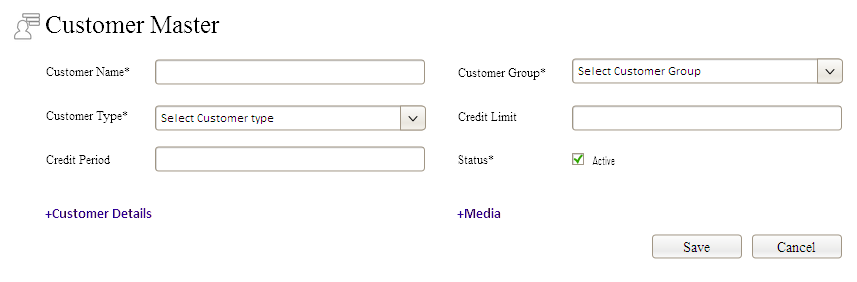 Customer Master
Customer Name*
Customer Group* Select Customer Group
Customer Type* Select Customer type
Credit Limit
Credit Period
Status* Active
+Customer Details
+Media
Save Cancel